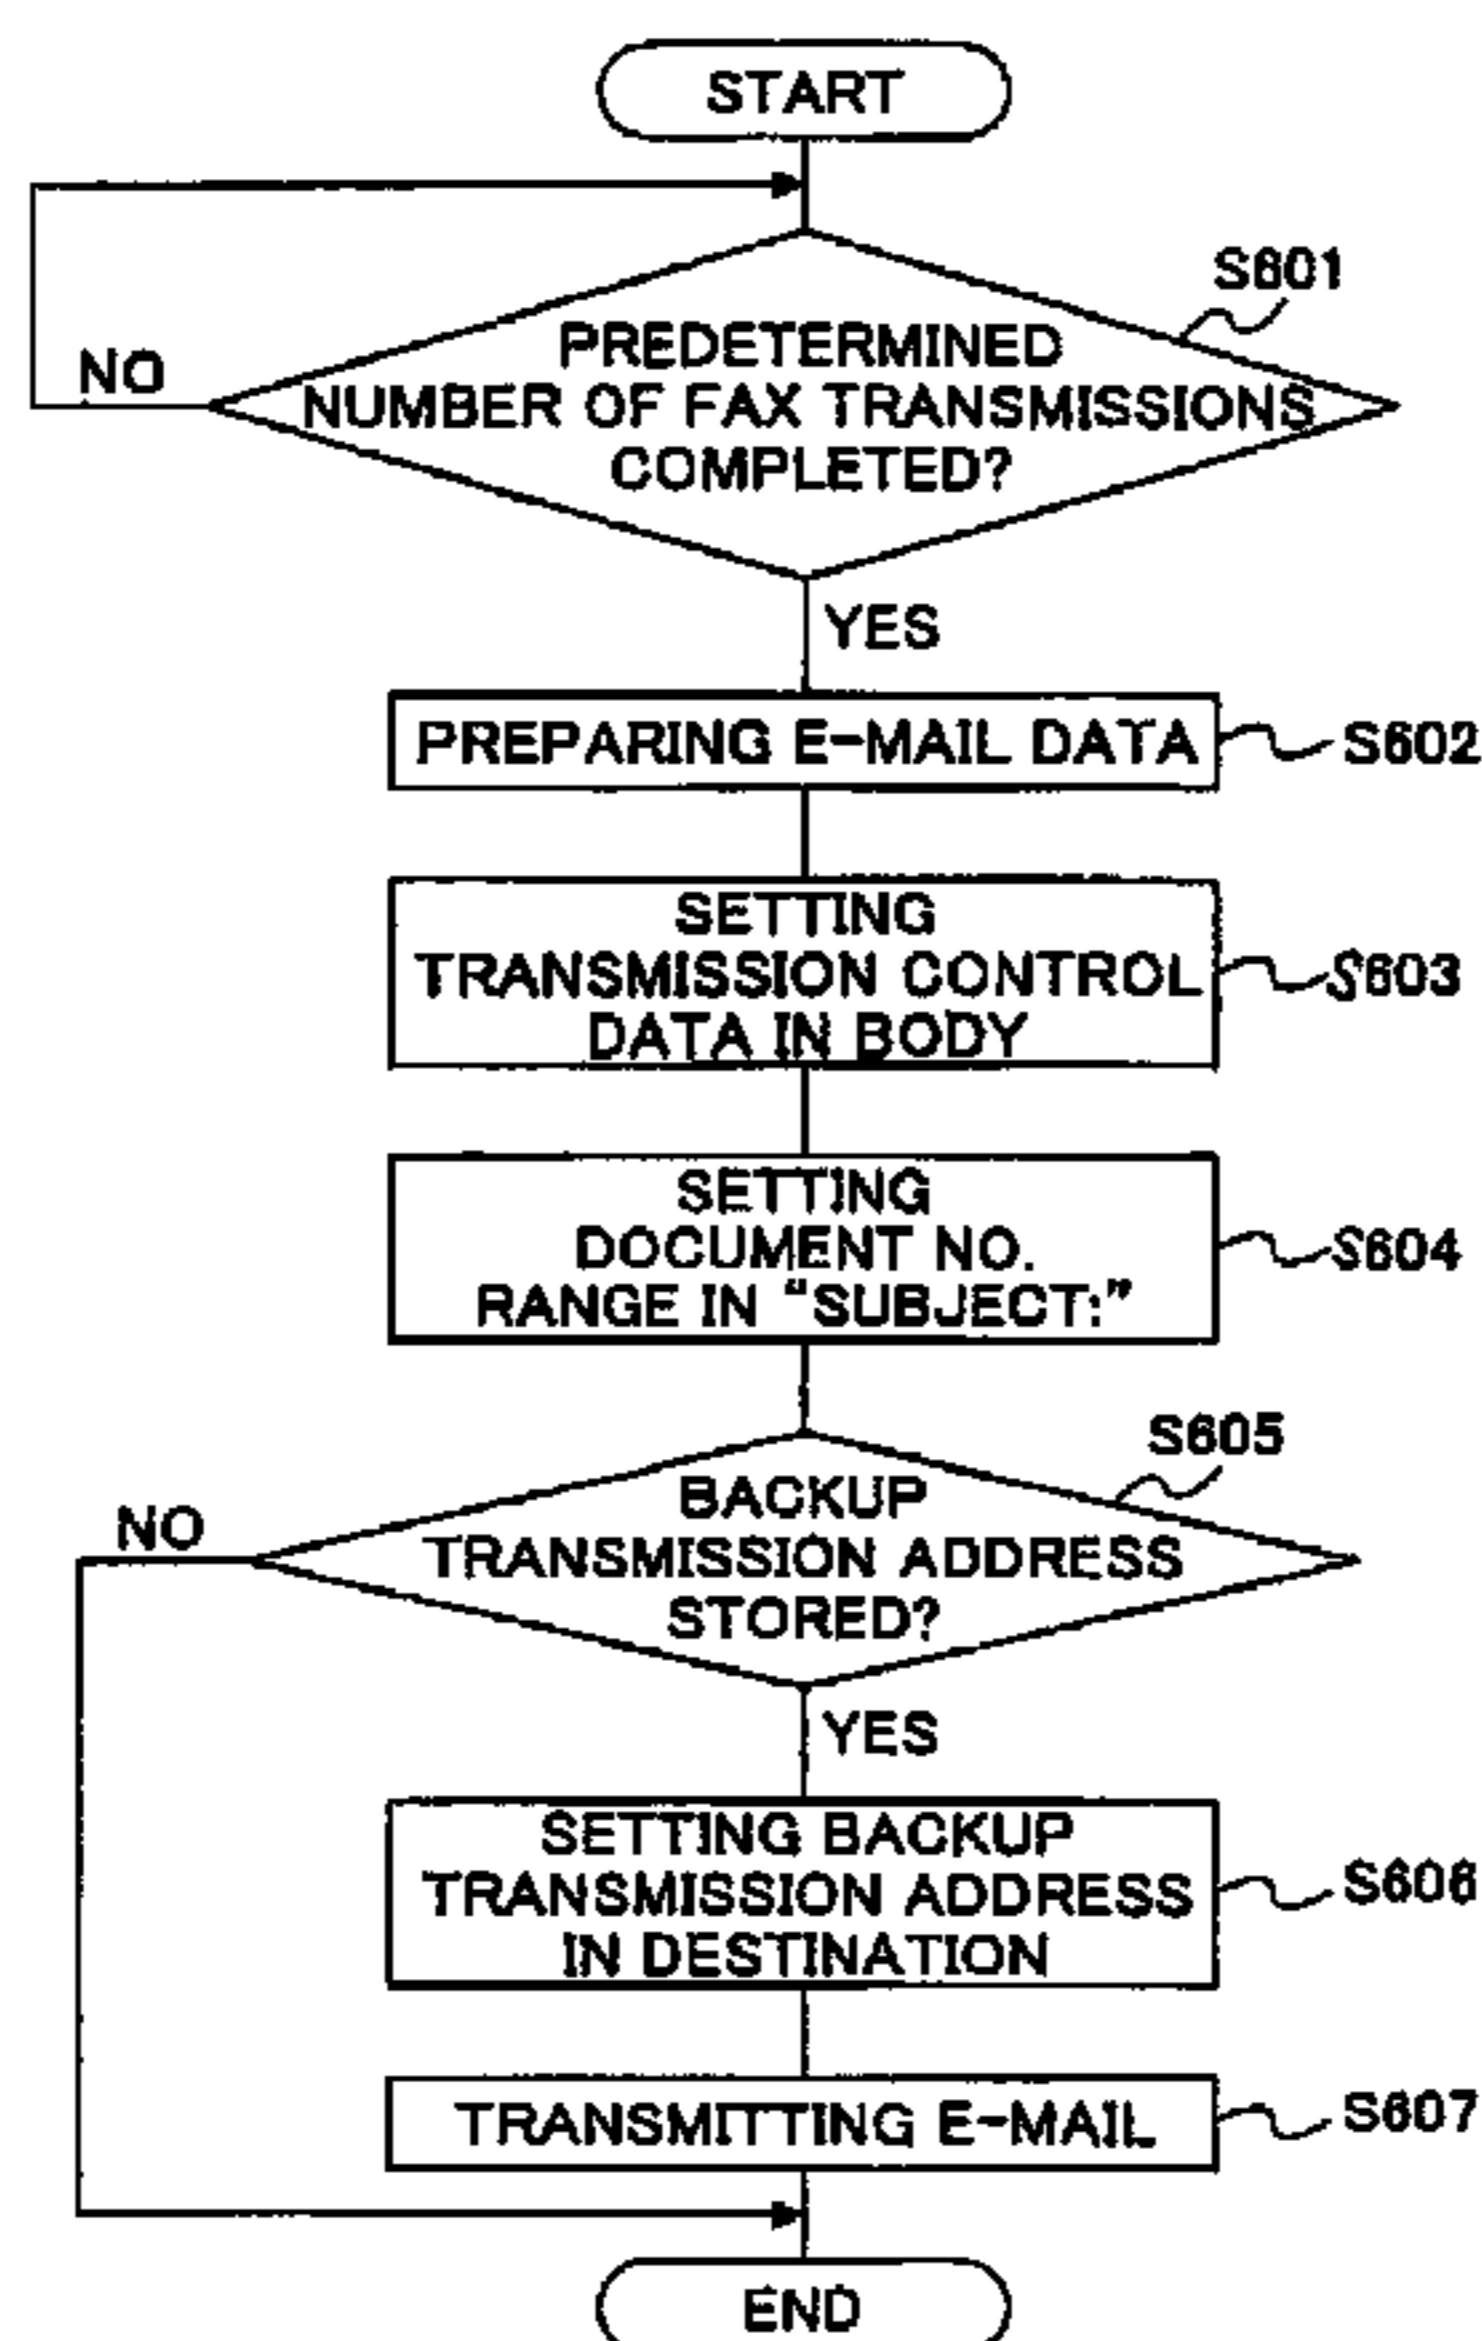 START
S601
PREDETERMINED
NO
NUMBER OF FAX TRANSMISSIONS
COMPLETED?
YES
PREPARING E-MAIL DATA
S602
SETTING
TRANSMISSION CONTROL
DATA IN BODY
S603
SETTING
DOCUMENT NO.
RANGE IN “SUBJECT:”
S604
S605
BACKUP
NO
TRANSMISSION ADDRESS
STORED?
YES
SETTING BACKUP
TRANSMISSION ADDRESS
IN DESTINATION
S606
TRANSMITTING E-MAIL
S607
END